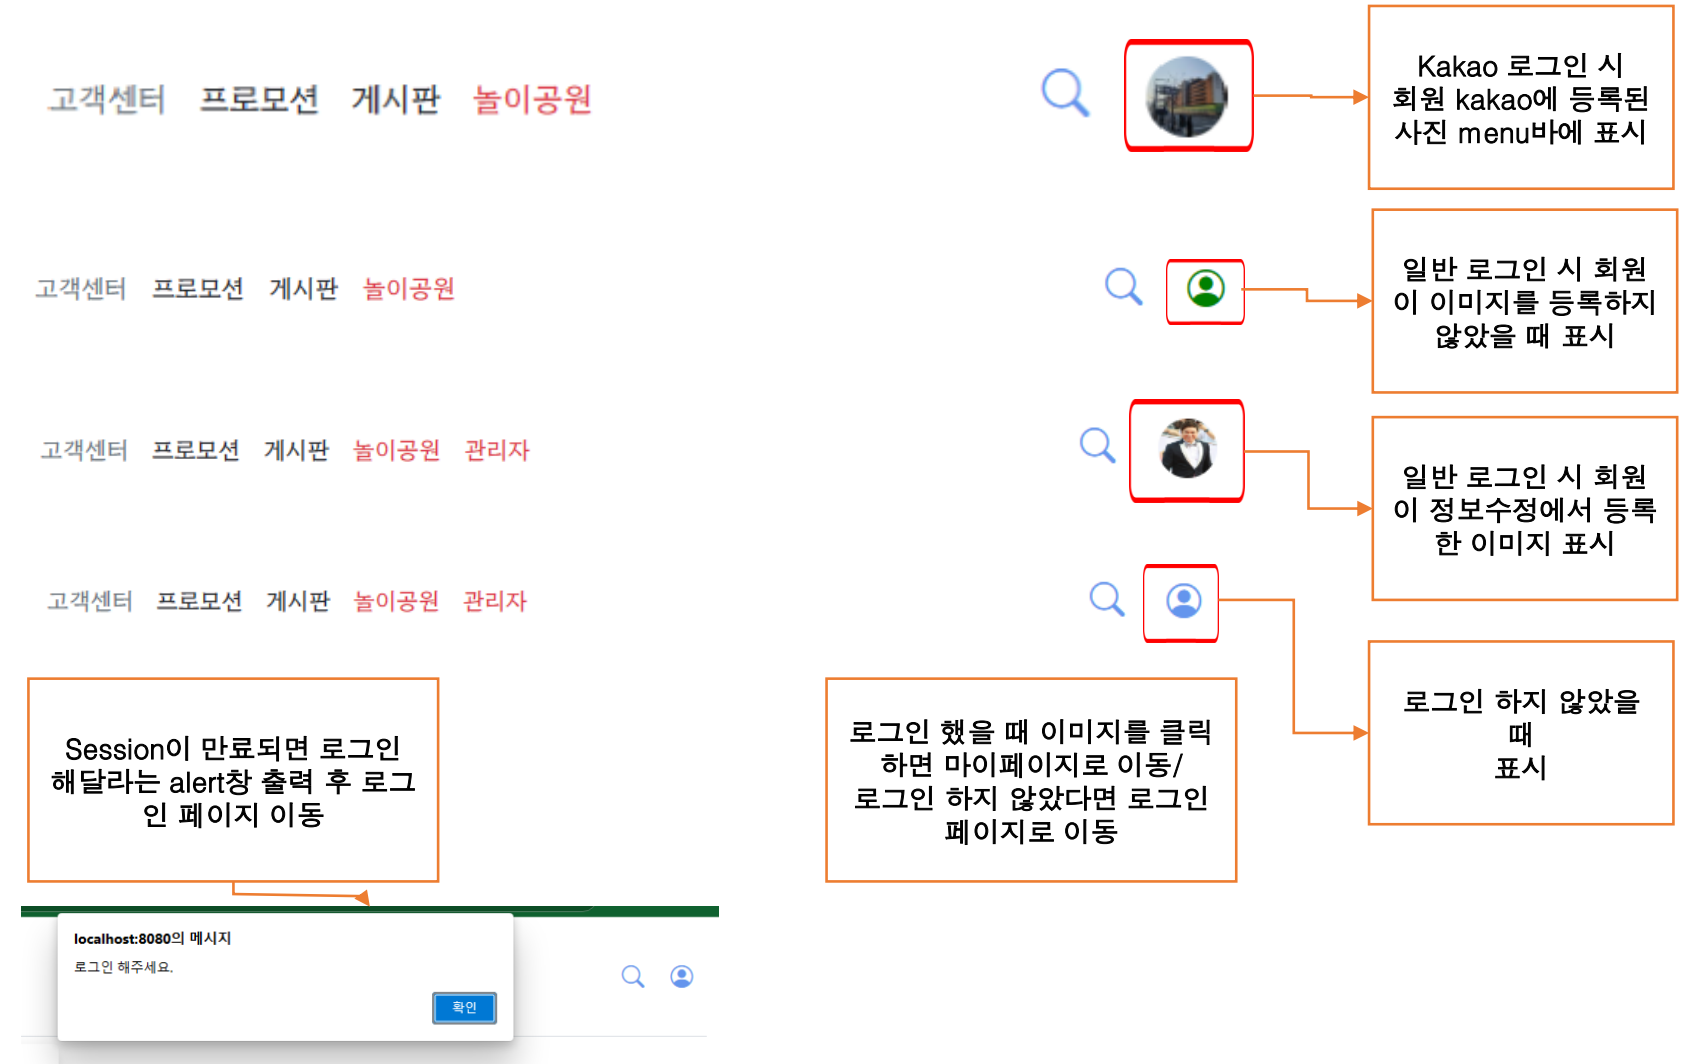 고객센터 프로모션 게시판 놀이공원
Kakao 로그인 시
회원 kakao에 등록된
사진 menu바에 표시
고객센터 프로모션 게시판 놀이공원
일반 로그인 시 회원
이 이미지를 등록하지
않았을 때 표시
고객센터 프로모션 게시판 놀이공원 관리자
일반 로그인 시 회원
이 정보수정에서 등록
한 이미지 표시
고객센터 프로모션 게시판 놀이공원 관리자
로그인 하지 않았을
때
표시
Session이 만료되면 로그인
해달라는 alert창 출력 후 로그
인 페이지 이동
로그인 했을 때 이미지를 클릭
하면 마이페이지로 이동/
로그인 하지 않았다면 로그인
페이지로 이동
localhost:8080의 메시지
로그인 해주세요.
확인